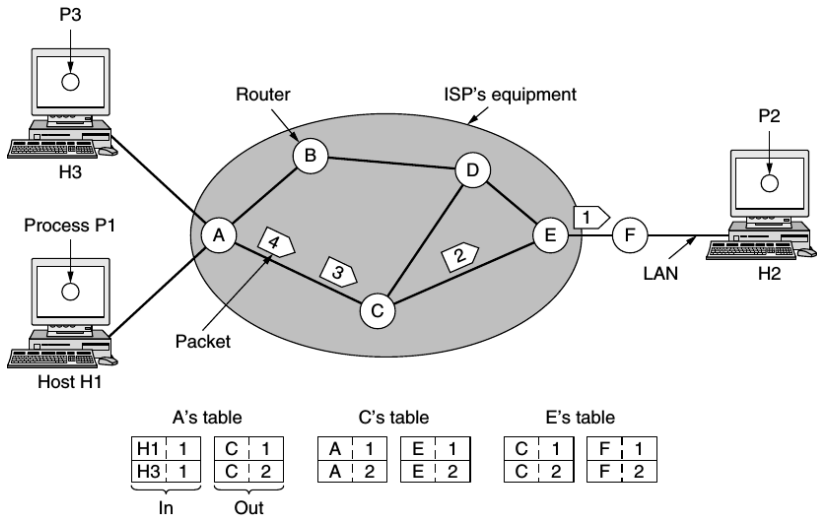 P3
Router
ISP's equipment
P2
B
D
H3
Process P1
A
4
3
2
1
E
F
C
LAN
H2
Packet
Host H1
A's table
C's table
E's table
H1 1 C 1 A 1 E 1 C 1 F 1
H3 1 C 2 A 2 E 2 C 2 F 2
In Out